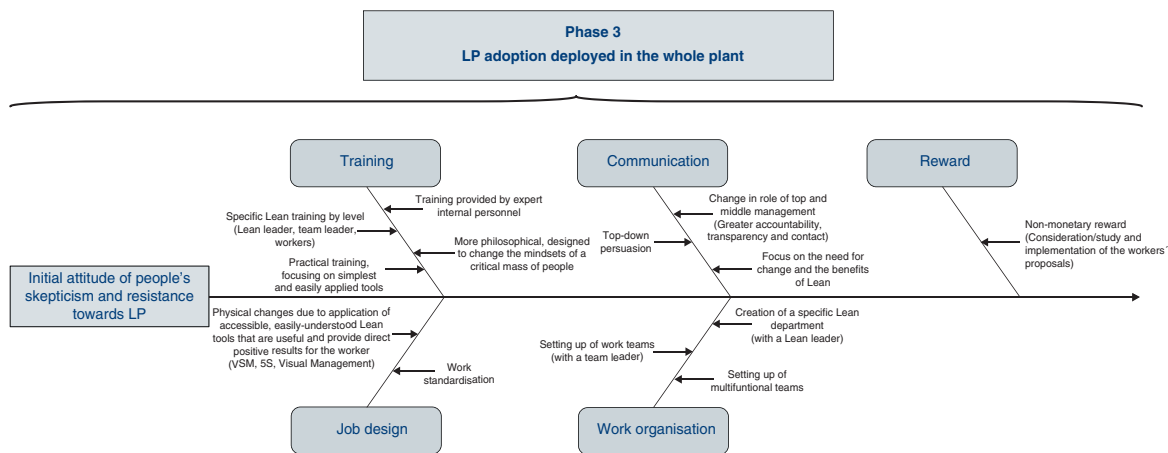 Phase 3
LP adoption deployed in the whole plant
Training
Communication
Reward
Training provided by expert
internal personnel
Specific Lean training by level
(Lean leader, team leader,
workers)
More philosophical, designed
to change the mindsets of a
critical mass of people
Practical training,
focusing on simplest
and easily applied tools
Change in role of top and
middle management
(Greater accountability,
transparency and contact)
Top-down
persuasion
Focus on the need for
change and the benefits
of Lean
Non-monetary reward
(Consideration/study and
implementation of the workers´
proposals)
Initial attitude of people's
skepticism and resistance
towards LP
Physical changes due to application of
accessible, easily-understood Lean
tools that are useful and provide direct
positive results for the worker
(VSM, 5S, Visual Management)
Work
standardisation
Creation of a specific Lean
department
(with a Lean leader)
Setting up of work teams
(with a team leader)
Setting up of
multifuntional teams
Job design
Work organisation